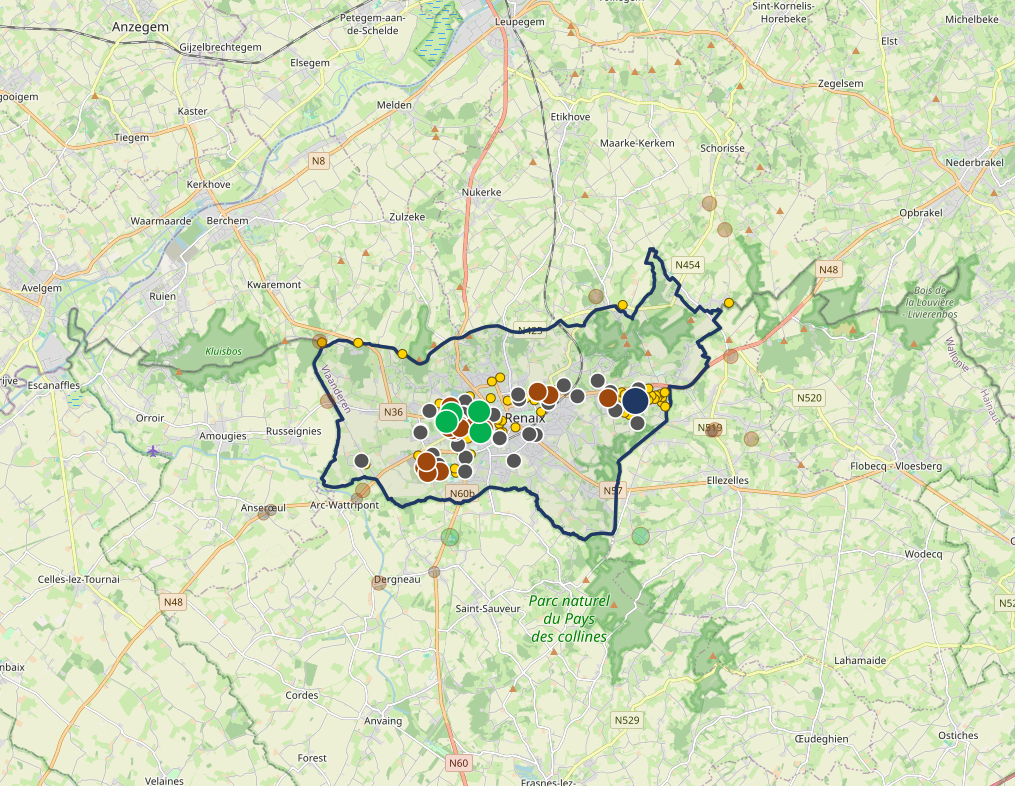 Anzegem
Petegem-aan-
de-Schelde
Leupegem
Sint-Kornelis-
Horebeke
Michelbeke
Gijzelbrechtegem
Elst
Elsegem
Zegelsem
Kaster
Melden
Etikhove
Tiegem
Maarke-Kerkem
Schorisse
N8
Nederbrakel
Kerkhove
Nukerke
Waarmaarde
Berchem
Zulzeke
Opbrakel
N454
N48
Avelgem
Ruien
Kwaremont
Bois de
la Louvière
Livierenbos
N425
Kluisbos
Wallonie
Escanaffles
Vlaanderen
N36
Renaix
N520
Hainaut
Orroir
Amougies
Russeignies
N519
Flobecq - Vloesberg
N60b
N57
Ellezelles
Anserœul
Arc-Wattripont
Wodecq
Celles-lez-Tournai
Dergneau
N48
Saint-Sauveur
Parc naturel
du Pays
des collines
Lahamaide
Cordes
Anvaing
N529
Œudeghien
Ostiches
Forest
N60
Velaines
Frasnes-lez-